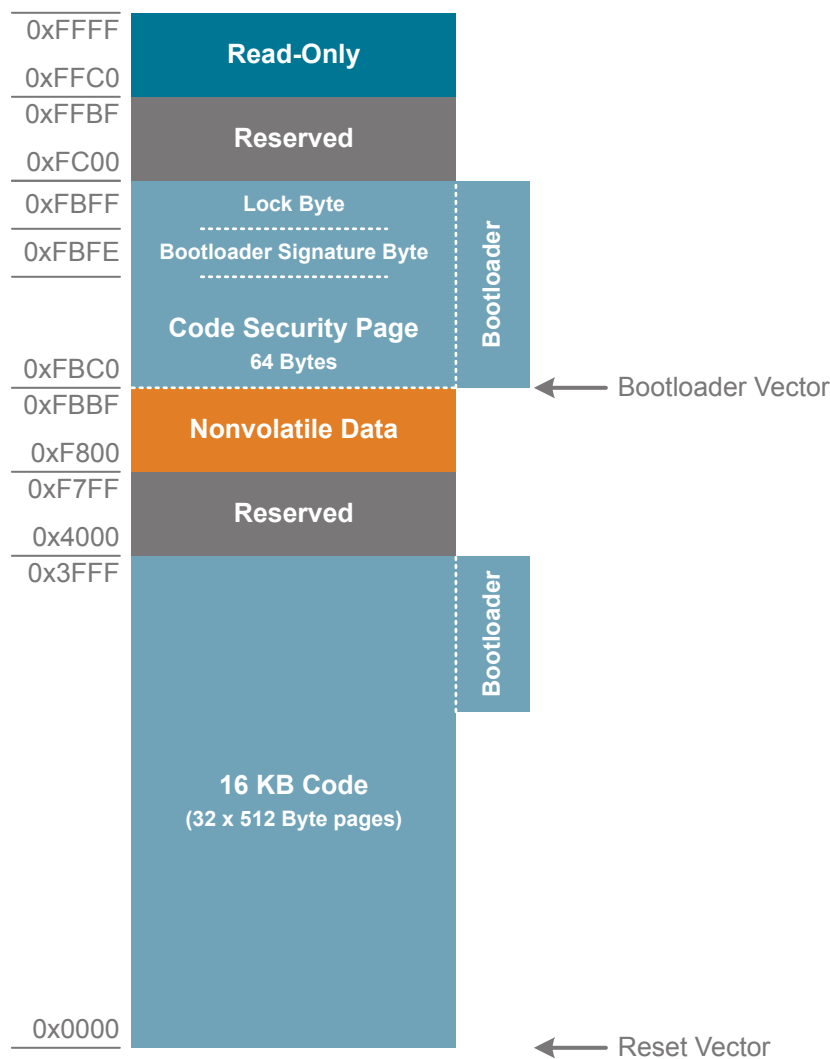 0xFFFF
Read-Only
0xFFC0
0xFFBF
Reserved
0xFC00
0xFBFF
Lock Byte
0xFBFE
Bootloader Signature Byte
Bootloader
Code Security Page
64 Bytes
0xFBC0
Bootloader Vector
0xFBBF
Nonvolatile Data
0xF800
0xF7FF
Reserved
0x4000
0x3FFF
Bootloader
16 KB Code
(32 x 512 Byte pages)
0x0000
Reset Vector